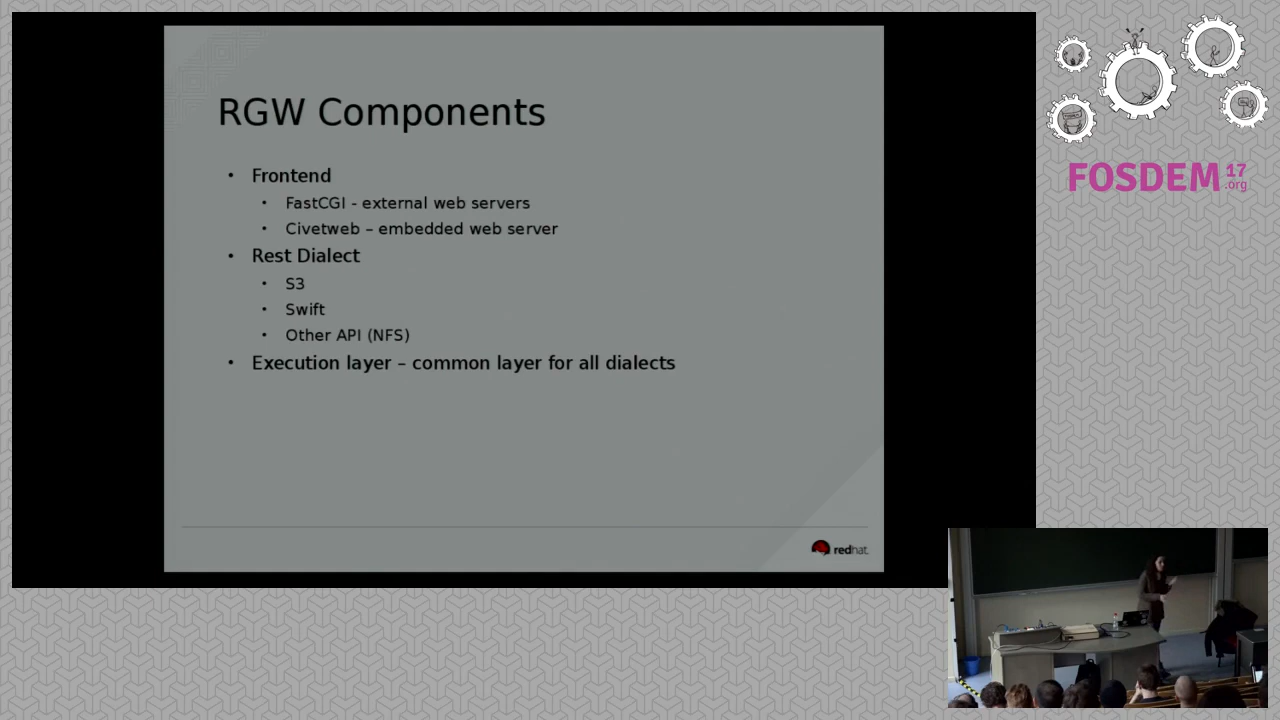 RGW Components
• Frontend
• FastCGI - external web servers
• Civetweb – embedded web server
• Rest Dialect
• S3
• Swift
• Other API (NFS)
• Execution layer – common layer for all dialects
redhat
FOSDEM 17 .org